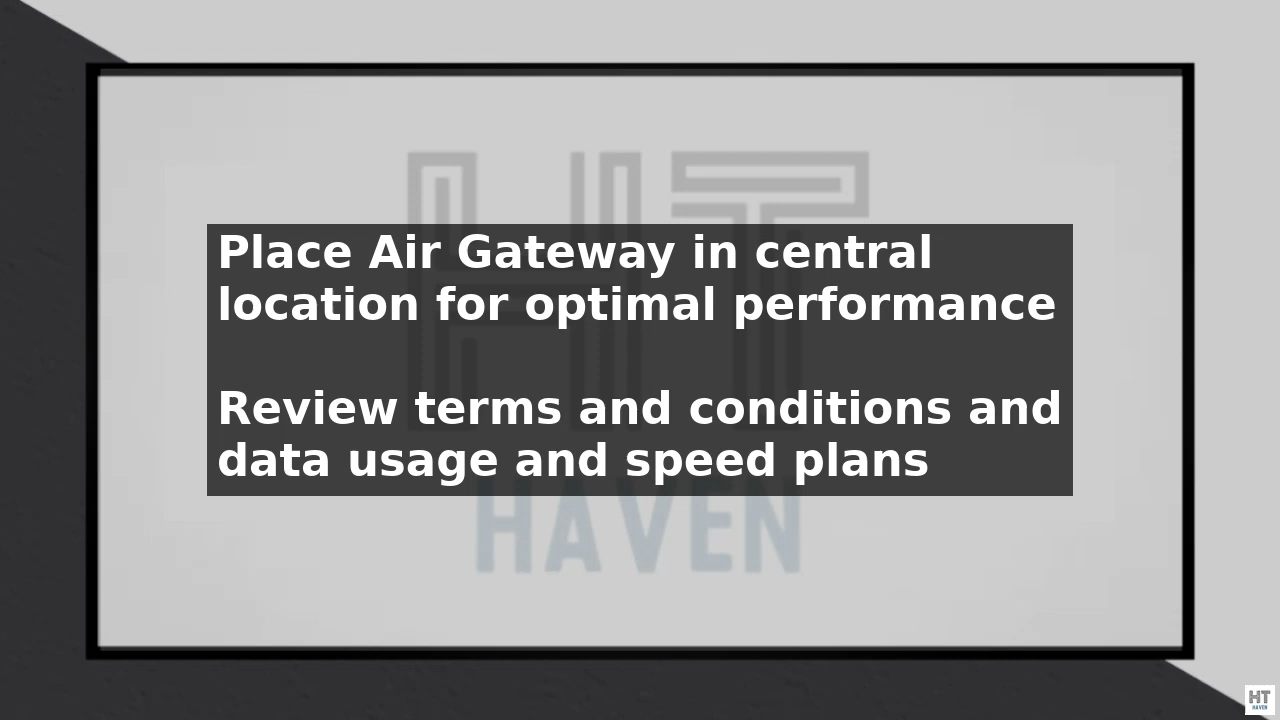 Place Air Gateway in central
location for optimal performance
Review terms and conditions and
data usage and speed plans
HT
HAVEN
HT
HAVEN